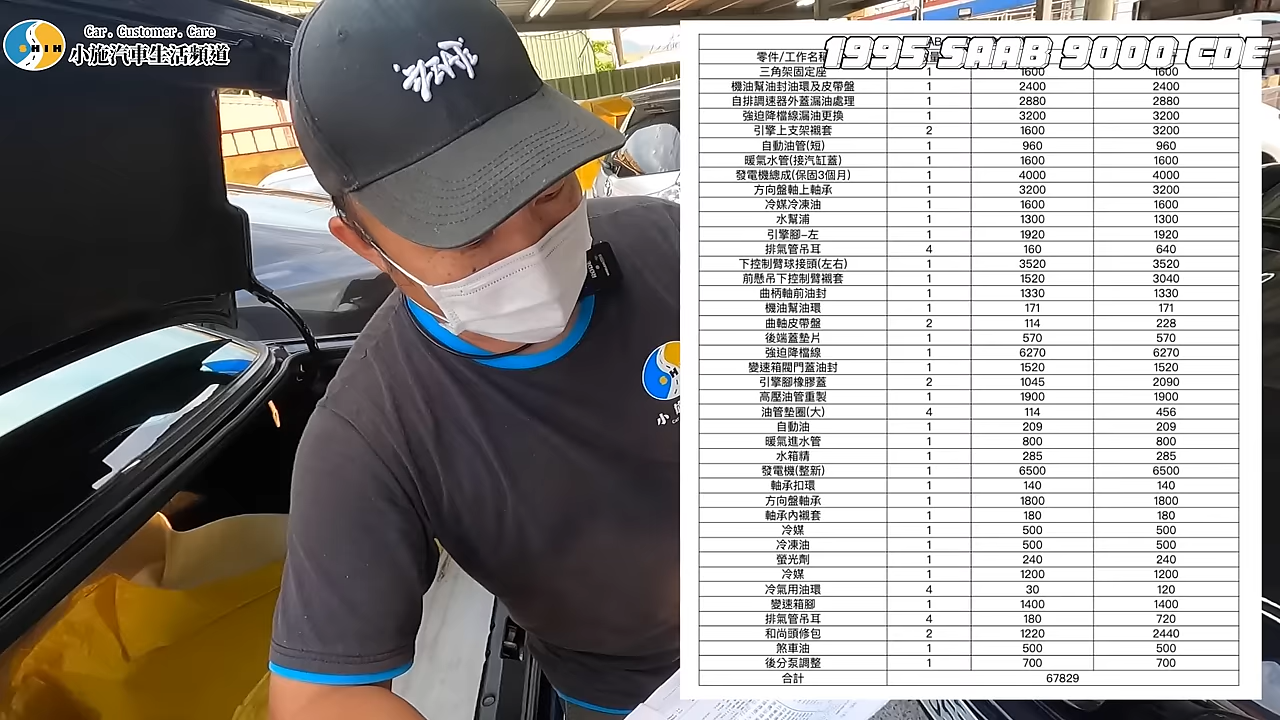 Car . Customer . Care
SHIH 小施汽車生活頻道
1995 SAAB 9000 CDE
零件/工作名稱
三角架固定座 1 1600 1600
機油幫油封油環及皮帶盤 1 2400 2400
自排調速器外蓋漏油處理 1 2880 2880
強迫降檔線漏油更換 1 3200 3200
引擎上支架襯套 2 1600 3200
自動油管(短) 1 960 960
暖氣水管(接汽缸蓋) 1 1600 1600
發電機總成(保固3個月) 1 4000 4000
方向盤軸上軸承 1 3200 3200
冷媒冷凍油 1 1600 1600
水幫浦 1 1300 1300
引擎腳-左 1 1920 1920
排氣管吊耳 4 160 640
下控制臂球接頭(左右) 1 3520 3520
前懸吊下控制臂襯套 1 1520 3040
曲柄軸前油封 1 1330 1330
機油幫油環 1 171 171
曲軸皮帶盤 2 114 228
後端蓋墊片 1 570 570
強迫降檔線 1 6270 6270
變速箱閥門蓋油封 1 1520 1520
引擎腳橡膠蓋 2 1045 2090
高壓油管重製 1 1900 1900
油管墊圈(大) 4 114 456
自動油 1 209 209
暖氣進水管 1 800 800
水箱精 1 285 285
發電機(整新) 1 6500 6500
軸承扣環 1 140 140
方向盤軸承 1 1800 1800
軸承內襯套 1 180 180
冷媒 1 500 500
冷凍油 1 500 500
螢光劑 1 240 240
冷媒 1 1200 1200
冷氣用油環 4 30 120
變速箱腳 1 1400 1400
排氣管吊耳 4 180 720
和尚頭修包 2 1220 2440
煞車油 1 500 500
後分泵調整 1 700 700
合計 67829